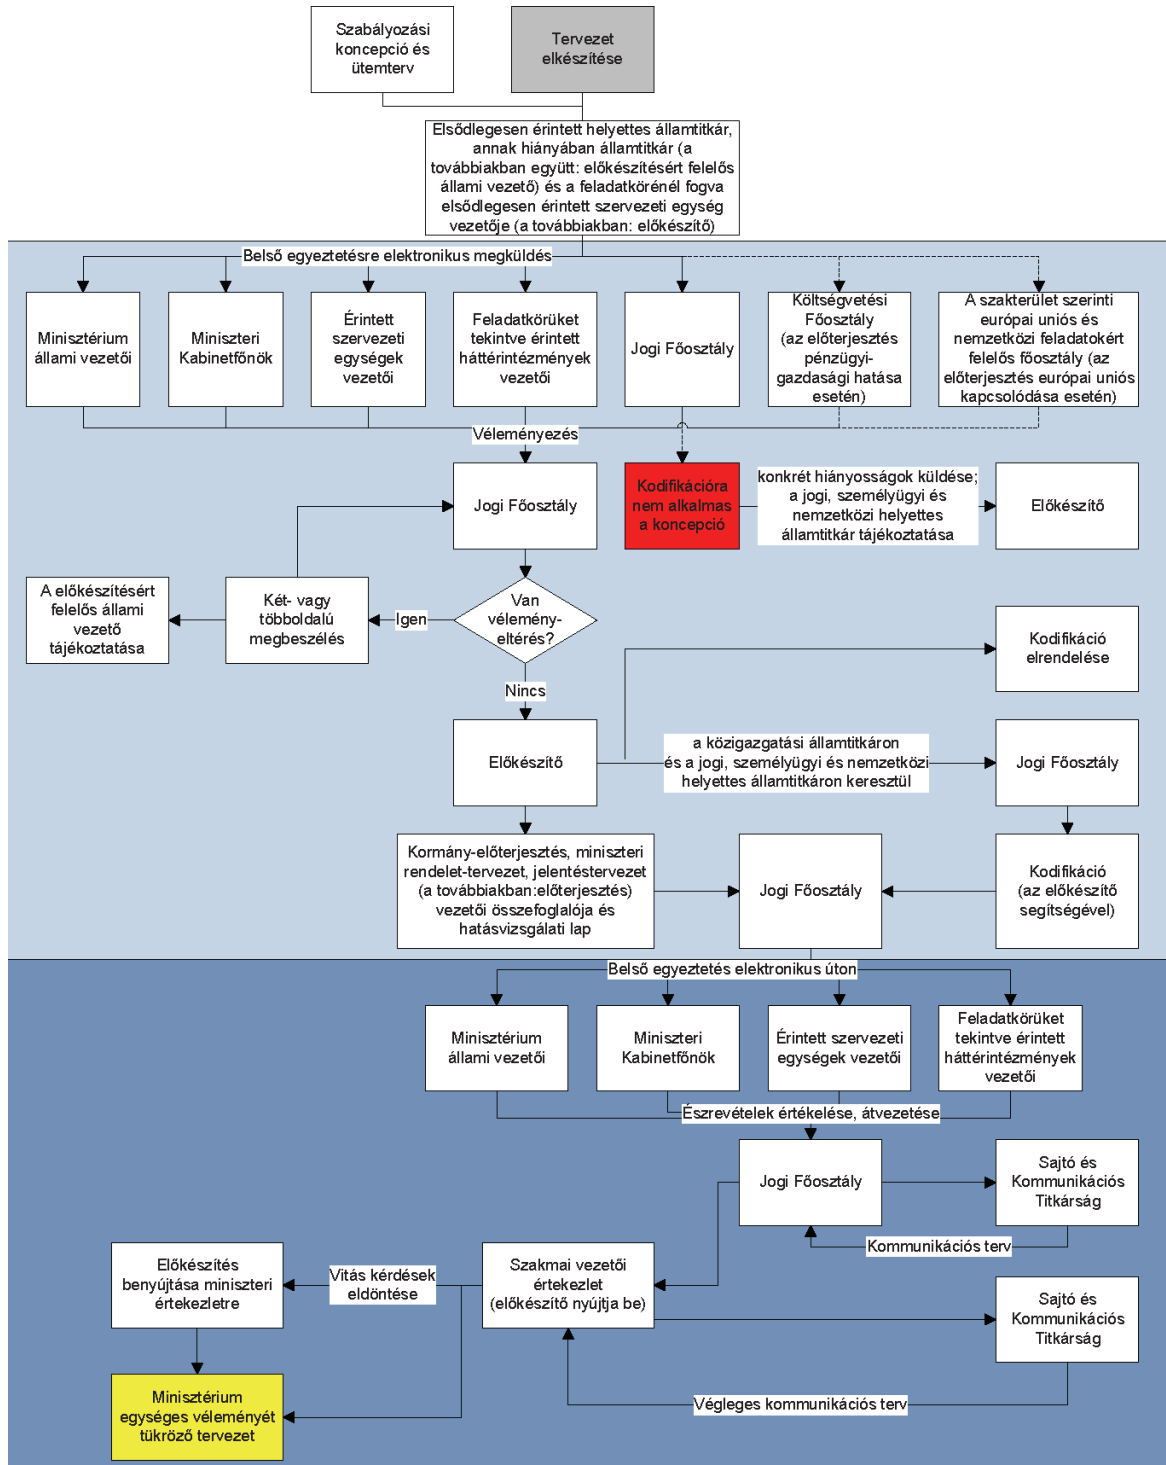 Szabályozási
koncepció és
ütemterv
Tervezet
elkészítése
Elsődlegesen érintett helyettes államtitkár,
annak hiányában államtitkár (a
továbbiakban együtt: előkészítésért felelős
állami vezető) és a feladatkörénél fogva
elsődlegesen érintett szervezeti egység
vezetője (a továbbiakban: előkészítő)
Belső egyeztetésre elektronikus megküldés
Minisztérium
állami vezetői
Miniszteri
Kabinetfőnök
Érintett
szervezeti
egységek
vezetői
Feladatkörüket
tekintve érintett
háttérintézmények
vezetői
Jogi Főosztály
Költségvetési
Főosztály
(az előterjesztés
pénzügyi-
gazdasági hatása
esetén)
A szakterület szerinti
európai uniós és
nemzetközi feladatokért
felelős főosztály (az
előterjesztés európai uniós
kapcsolódása esetén)
Véleményezés
Jogi Főosztály
Kodifikációra
nem alkalmas
a koncepció
konkrét hiányosságok küldése;
a jogi, személyügyi és
nemzetközi helyettes
államtitkár tájékoztatása
Előkészítő
A előkészítésért
felelős állami
vezető
tájékoztatása
Két- vagy
többoldalú
megbeszélés
Igen
Van
vélemény-
eltérés?
Kodifikáció
elrendelése
Nincs
Előkészítő
a közigazgatási államtitkáron
és a jogi, személyügyi és nemzetközi
helyettes államtitkáron keresztül
Jogi Főosztály
Kormány-előterjesztés, miniszteri
rendelet-tervezet, jelentéstervezet
(a továbbiakban:előterjesztés)
vezetői összefoglalója és
hatásvizsgálati lap
Jogi Főosztály
Kodifikáció
(az előkészítő
segítségével)
Belső egyeztetés elektronikus úton
Minisztérium
állami vezetői
Miniszteri
Kabinetfőnök
Érintett szervezeti
egységek vezetői
Feladatkörüket
tekintve érintett
háttérintézmények
vezetői
Észrevételek értékelése, átvezetése
Jogi Főosztály
Sajtó és
Kommunikációs
Titkárság
Kommunikációs terv
Előkészítés
benyújtása miniszteri
értekezletre
Vitás kérdések
eldöntése
Szakmai vezetői
értekezlet
(előkészítő nyújtja be)
Sajtó és
Kommunikációs
Titkárság
Minisztérium
egységes véleményét
tükröző tervezet
Végleges kommunikációs terv